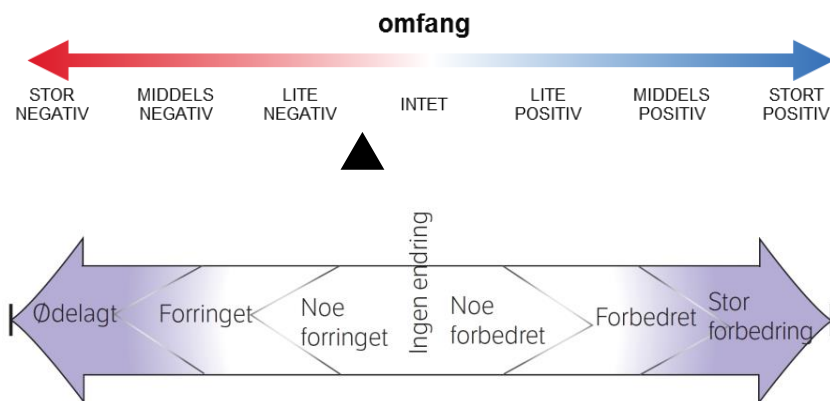 omfang
STOR
NEGATIV
MIDDELS
NEGATIV
LITE
NEGATIV
INTET
LITE
POSITIV
MIDDELS
POSITIV
STORT
POSITIV
Ødelagt
Forringet
Noe
forringet
Ingen endring
Noe
forbedret
Forbedret
Stor
forbedring